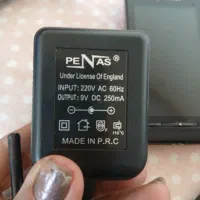 PENAS®
Under License Of England
INPUT: 220V AC 60Hz
OUTPUT: 9V DC 250mA
MADE IN P.R.C